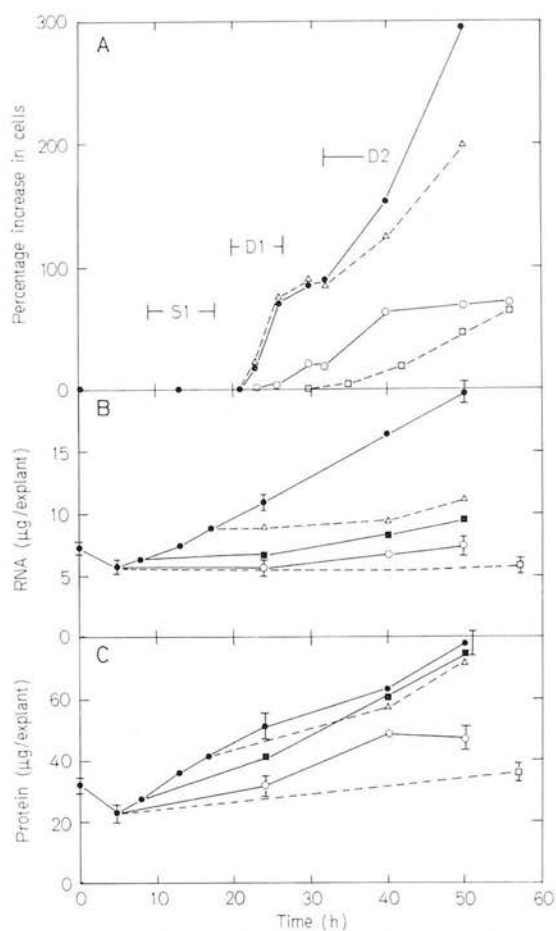 A
300
200
100
0
Percentage increase in cells
D2
D1
S1
B
15
10
5
0
RNA (µg/explant)
C
60
40
20
0
Protein (µg/explant)
0 10 20 30 40 50 60
Time (h)